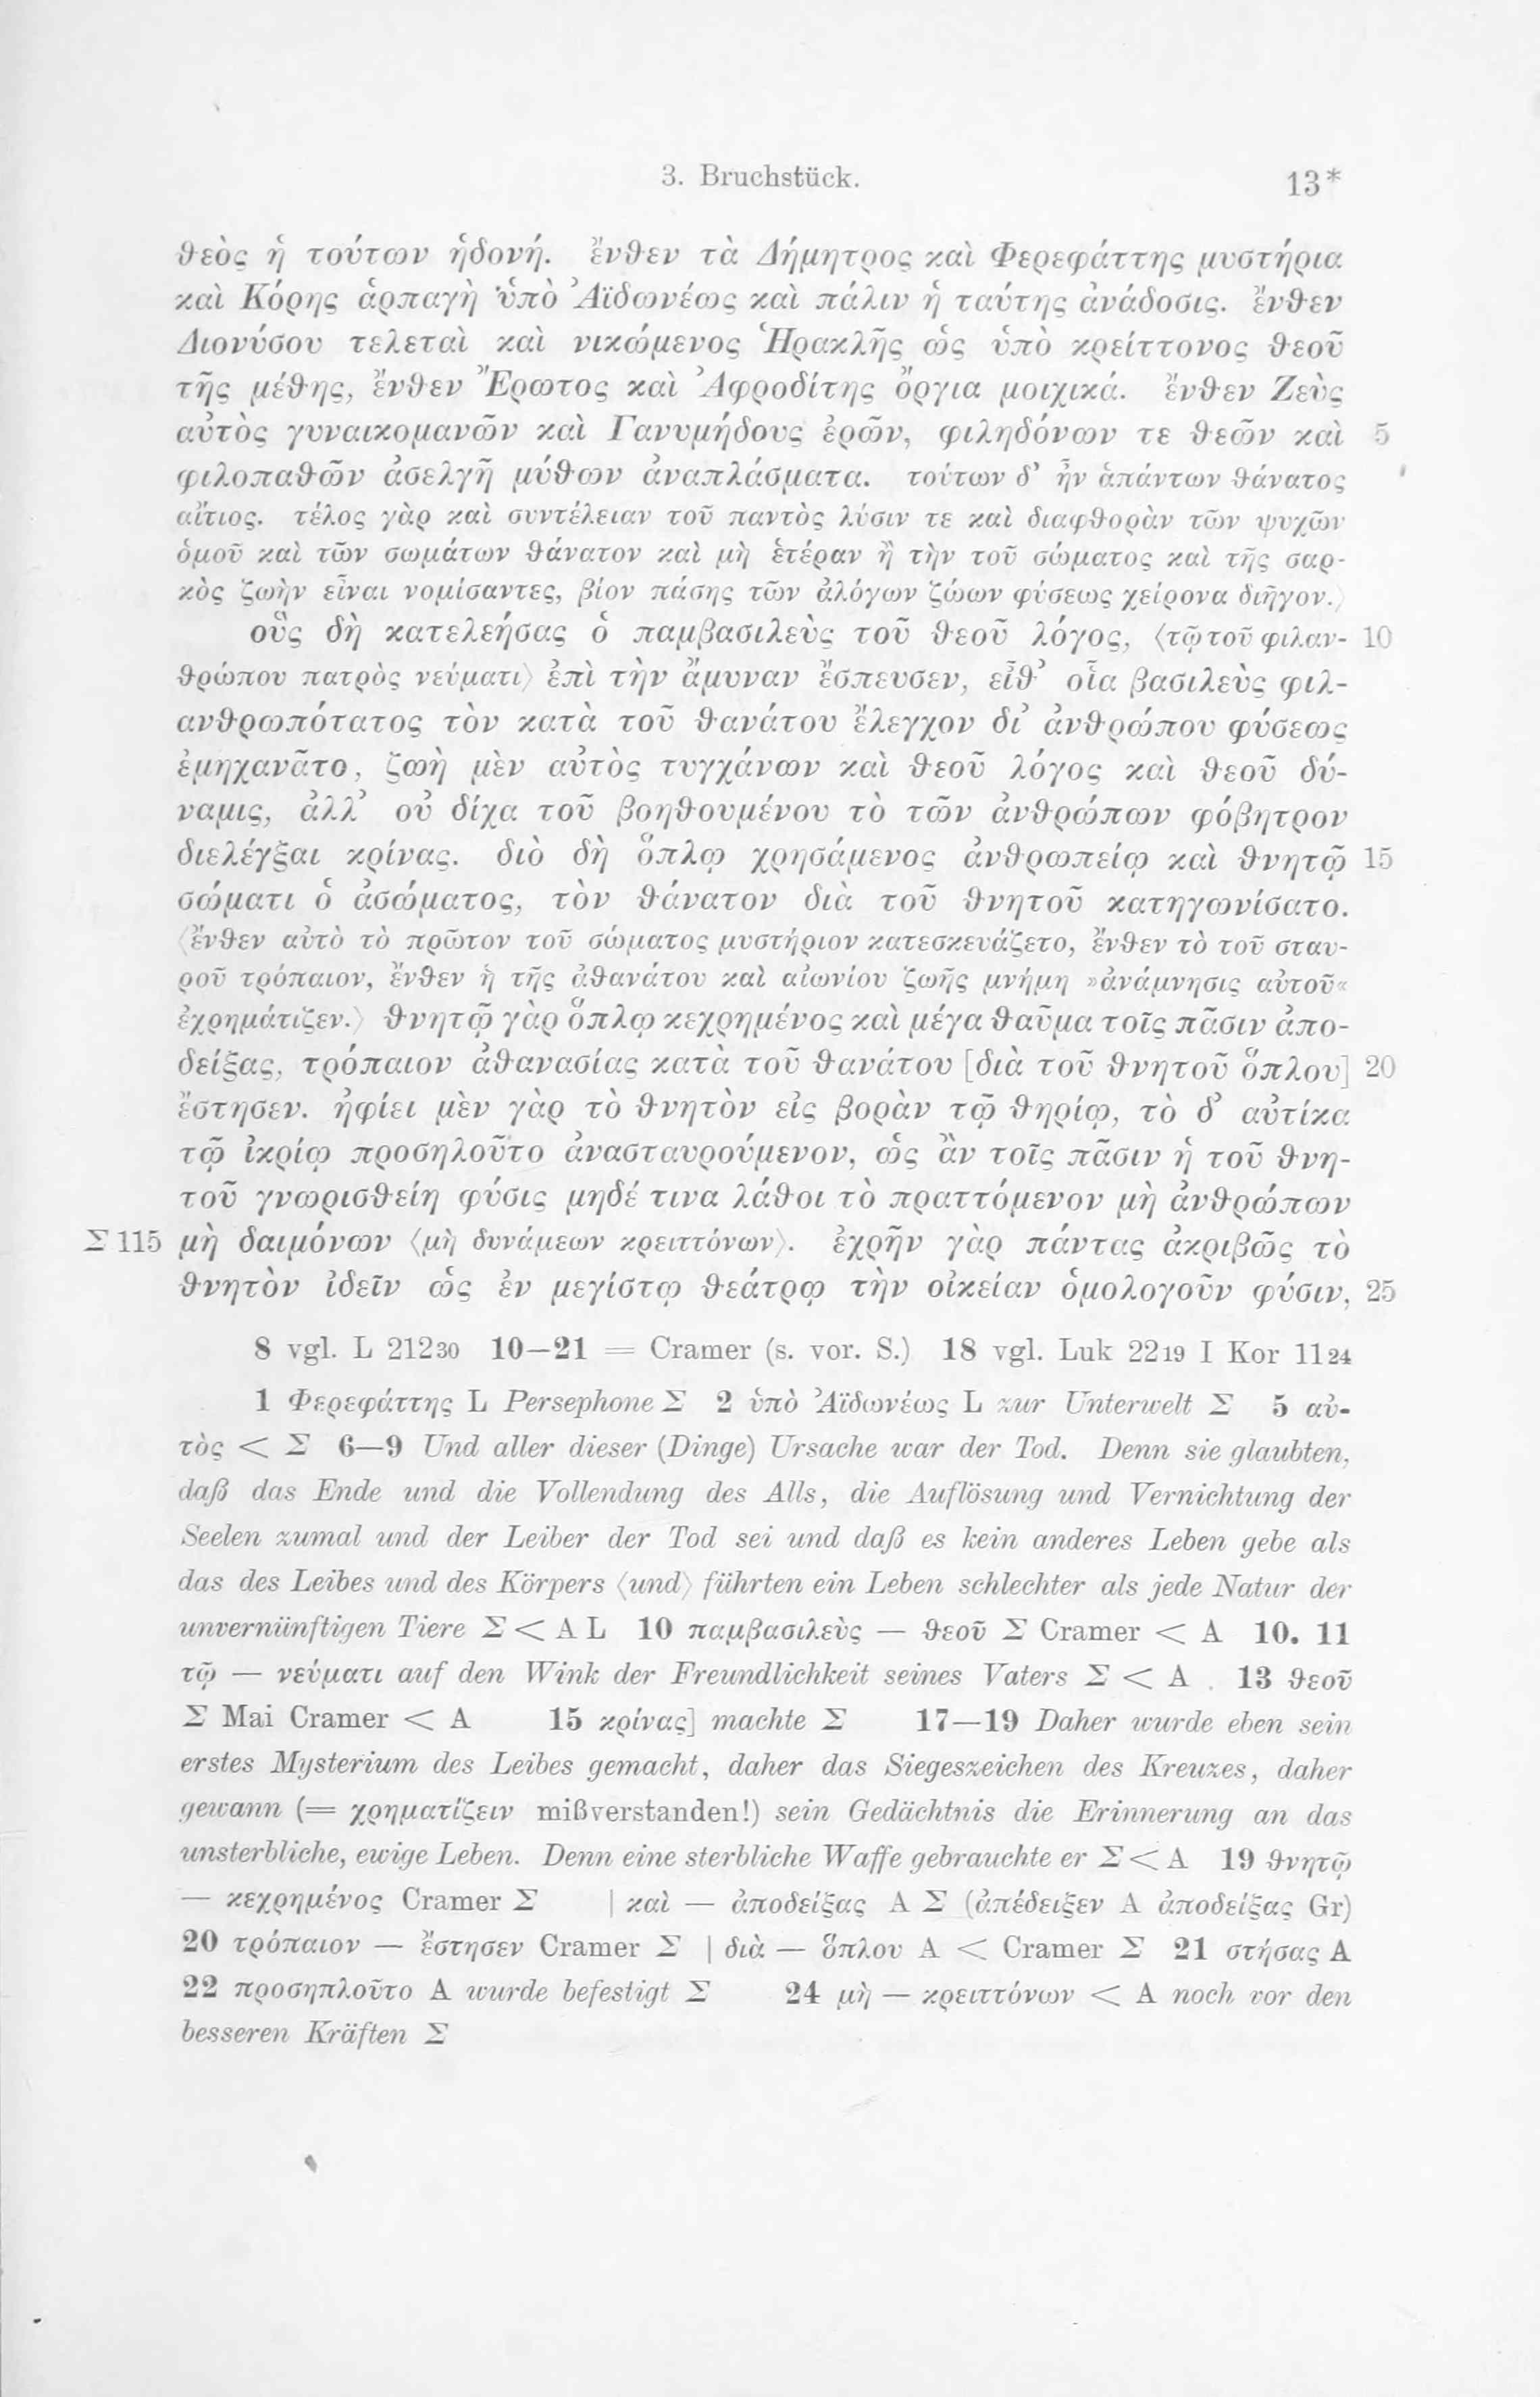 3. Bruchstück.
13*
θεὸς ἡ τούτων ἡδονή. ἔνθεν τὰ Δήμητρος καὶ Φερεφάττης μυστήρια
καὶ Κόρης ἁρπαγὴ ὑπὸ Ἀϊδωνέως καὶ πάλιν ἡ ταύτης ἀνάδοσις. ἔνθεν
Διονύσου τελεταὶ καὶ νικώμενος Ἡρακλῆς ὡς ὑπὸ κρείττονος θεοῦ
τῆς μέθης, ἔνθεν Ἔρωτος καὶ Ἀφροδίτης ὄργια μοιχικά. ἔνθεν Ζεὺς
αὐτὸς γυναικομανῶν καὶ Γανυμήδους ἐρῶν, φιληδόνων τε θεῶν καὶ 5
φιλοπαθῶν ἀσελγῆ μύθων ἀναπλάσματα. τούτων δ’ ἦν ἁπάντων θάνατος
αἴτιος. τέλος γὰρ καὶ συντέλειαν τοῦ παντὸς λύσιν τε καὶ διαφθορὰν τῶν ψυχῶν
ὁμοῦ καὶ τῶν σωμάτων θάνατον καὶ μὴ ἑτέραν ἢ τὴν τοῦ σώματος καὶ τῆς σαρ-
κὸς ζωὴν εἶναι νομίσαντες, βίον πάσης τῶν ἀλόγων ζώων φύσεως χείρονα διῆγον.⟩
οὓς δὴ κατελεήσας ὁ παμβασιλεὺς τοῦ θεοῦ λόγος, ⟨τῷ τοῦ φιλαν- 10
θρώπου πατρὸς νεύματι⟩ ἐπὶ τὴν ἄμυναν ἔσπευσεν, εἶθ’ οἷα βασιλεὺς φιλ-
ανθρωπότατος τὸν κατὰ τοῦ θανάτου ἔλεγχον δι’ ἀνθρώπου φύσεως
ἐμηχανᾶτο, ζωὴ μὲν αὐτὸς τυγχάνων καὶ θεοῦ λόγος καὶ θεοῦ δύ-
ναμις, ἀλλ’ οὐ δίχα τοῦ βοηθουμένου τὸ τῶν ἀνθρώπων φόβητρον
διελέγξαι κρίνας. διὸ δὴ ὅπλῳ χρησάμενος ἀνθρωπείῳ καὶ θνητῷ 15
σώματι ὁ ἀσώματος, τὸν θάνατον διὰ τοῦ θνητοῦ κατηγωνίσατο.
⟨ἔνθεν αὐτὸ τὸ πρῶτον τοῦ σώματος μυστήριον κατεσκευάζετο, ἔνθεν τὸ τοῦ σταυ-
ροῦ τρόπαιον, ἔνθεν ἡ τῆς ἀθανάτου καὶ αἰωνίου ζωῆς μνήμη »ἀνάμνησις αὐτοῦ«
ἐχρημάτιζεν.⟩ θνητῷ γὰρ ὅπλῳ κεχρημένος καὶ μέγα θαῦμα τοῖς πᾶσιν ἀπο-
δείξας, τρόπαιον ἀθανασίας κατὰ τοῦ θανάτου [διὰ τοῦ θνητοῦ ὅπλου] 20
ἔστησεν. ἠφίει μὲν γὰρ τὸ θνητὸν εἰς βορὰν τῷ θηρίῳ, τὸ δ’ αὐτίκα
τῷ ἰκρίῳ προσηλοῦτο ἀνασταυρούμενον, ὡς ἂν τοῖς πᾶσιν ἡ τοῦ θνη-
τοῦ γνωρισθείη φύσις μηδέ τινα λάθοι τὸ πραττόμενον μὴ ἀνθρώπων
Σ 115 μὴ δαιμόνων ⟨μὴ δυνάμεων κρειττόνων⟩. ἐχρῆν γὰρ πάντας ἀκριβῶς τὸ
θνητὸν ἰδεῖν ὡς ἐν μεγίστῳ θεάτρῳ τὴν οἰκείαν ὁμολογοῦν φύσιν, 25
8 vgl. L 21230 10—21 = Cramer (s. vor. S.) 18 vgl. Luk 2219 I Kor 1124
1 Φερεφάττης L Persephone Σ 2 ὑπὸ Ἀϊδωνέως L zur Unterwelt Σ 5 αὐ-
τὸς < Σ 6—9 Und aller dieser (Dinge) Ursache war der Tod. Denn sie glaubten,
daß das Ende und die Vollendung des Alls, die Auflösung und Vernichtung der
Seelen zumal und der Leiber der Tod sei und daß es kein anderes Leben gebe als
das des Leibes und des Körpers ⟨und⟩ führten ein Leben schlechter als jede Natur der
unvernünftigen Tiere Σ < A L 10 παμβασιλεὺς — θεοῦ Σ Cramer < A 10. 11
τῷ — νεύματι auf den Wink der Freundlichkeit seines Vaters Σ < A 13 θεοῦ
Σ Mai Cramer < A 15 κρίνας] machte Σ 17—19 Daher wurde eben sein
erstes Mysterium des Leibes gemacht, daher das Siegeszeichen des Kreuzes, daher
gewann (= χρηματίζειν mißverstanden!) sein Gedächtnis die Erinnerung an das
unsterbliche, ewige Leben. Denn eine sterbliche Waffe gebrauchte er Σ < A 19 θνητῷ
— κεχρημένος Cramer Σ | καὶ — ἀποδείξας A Σ (ἀπέδειξεν A ἀποδείξας Gr)
20 τρόπαιον — ἔστησεν Cramer Σ | διὰ — ὅπλου A < Cramer Σ 21 στήσας A
22 προσηπλοῦτο A wurde befestigt Σ 24 μὴ — κρειττόνων < A noch vor den
besseren Kräften Σ